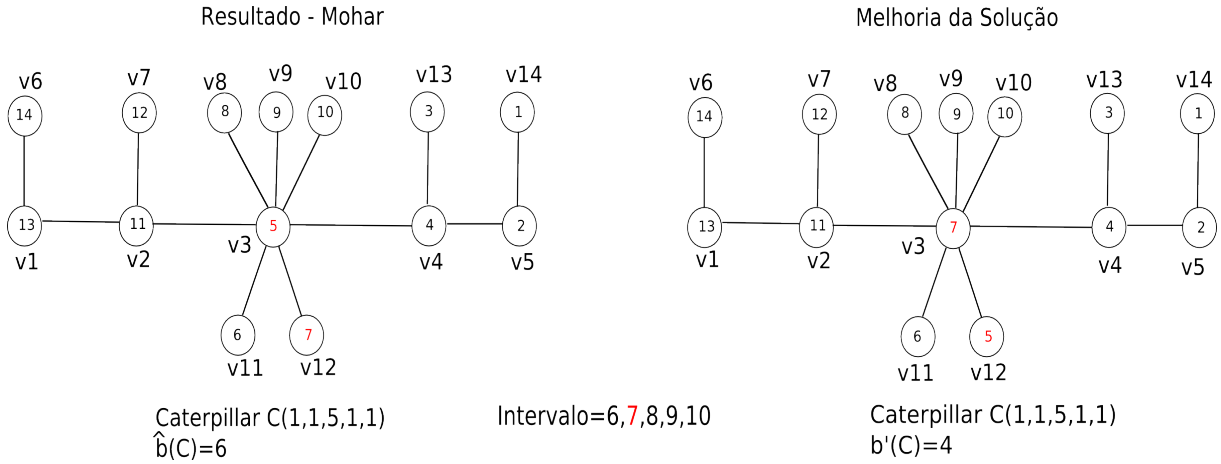 Resultado - Mohar
v6 v7 v8 v9 v10 v13 v14
14 12 8 9 10 3 1
13 11 5 4 2
v1 v2 v3 v4 v5
6 7
v11 v12
Caterpillar C(1,1,5,1,1)
b̂(C)=6
Intervalo=6,7,8,9,10
Melhoria da Solução
v6 v7 v8 v9 v10 v13 v14
14 12 8 9 10 3 1
13 11 7 4 2
v1 v2 v3 v4 v5
6 5
v11 v12
Caterpillar C(1,1,5,1,1)
b'(C)=4